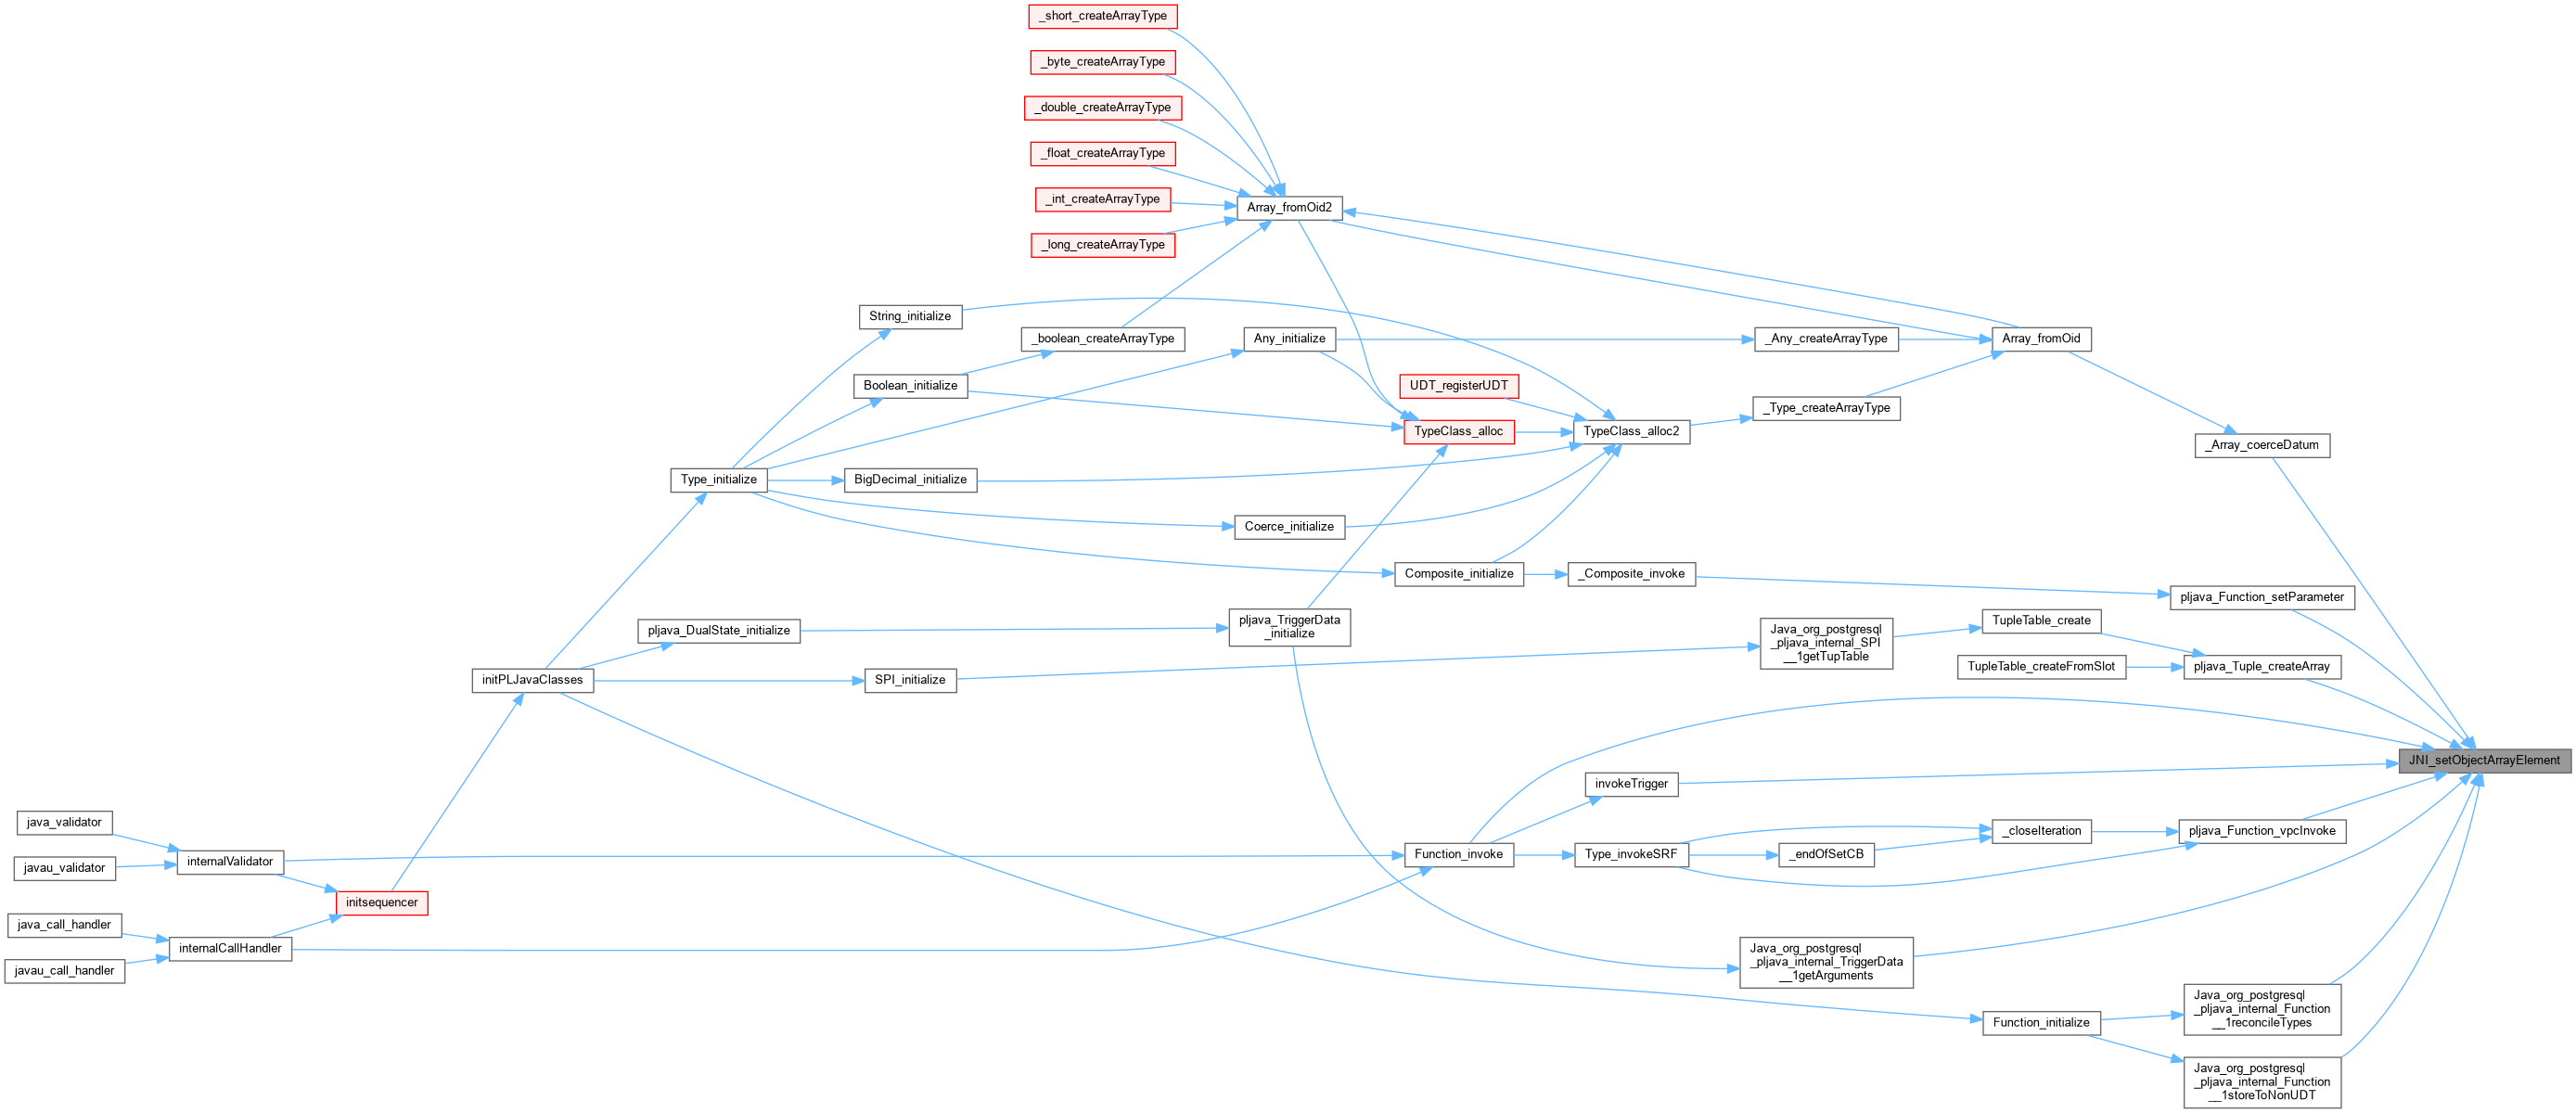 _short_createArrayType
_byte_createArrayType
_double_createArrayType
_float_createArrayType
_int_createArrayType
Array_fromOid2
_long_createArrayType
String_initialize
_boolean_createArrayType
Any_initialize
_Any_createArrayType
Array_fromOid
Boolean_initialize
UDT_registerUDT
_Type_createArrayType
TypeClass_alloc
TypeClass_alloc2
_Array_coerceDatum
Type_initialize
BigDecimal_initialize
Coerce_initialize
Composite_initialize
_Composite_invoke
pljava_Function_setParameter
pljava_DualState_initialize
pljava_TriggerData
_initialize
Java_org_postgresql
_pljava_internal_SPI
__1getTupTable
TupleTable_create
initPLJavaClasses
SPI_initialize
TupleTable_createFromSlot
pljava_Tuple_createArray
JNI_setObjectArrayElement
invokeTrigger
java_validator
_closeIteration
pljava_Function_vpcInvoke
javau_validator
internalValidator
Function_invoke
Type_invokeSRF
_endOfSetCB
initsequencer
java_call_handler
internalCallHandler
javau_call_handler
Java_org_postgresql
_pljava_internal_TriggerData
__1getArguments
Function_initialize
Java_org_postgresql
_pljava_internal_Function
__1reconcileTypes
Java_org_postgresql
_pljava_internal_Function
__1storeToNonUDT